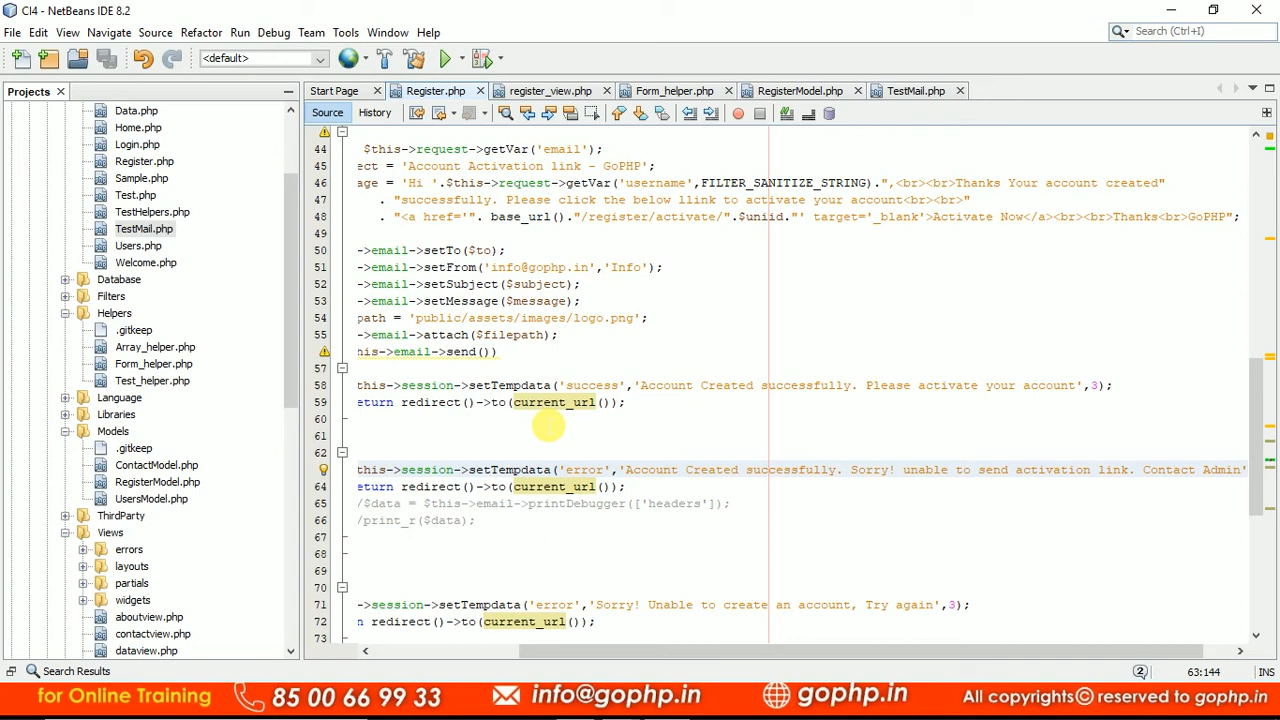 CI4 - NetBeans IDE 8.2
File Edit View Navigate Source Refactor Run Debug Team Tools Window Help
Search (Ctrl+I)
<default>
Projects
Start Page Register.php register_view.php Form_helper.php RegisterModel.php TestMail.php
Source History
Data.php
Home.php
Login.php
Register.php
Sample.php
Test.php
TestHelpers.php
TestMail.php
Users.php
Welcome.php
Database
Filters
Helpers
.gitkeep
Array_helper.php
Form_helper.php
Test_helper.php
Language
Libraries
Models
.gitkeep
ContactModel.php
RegisterModel.php
UsersModel.php
ThirdParty
Views
errors
layouts
partials
widgets
aboutview.php
contactview.php
dataview.php
44 $this->request->getVar('email');
45 ect = 'Account Activation link - GoPHP';
46 age = 'Hi '.$this->request->getVar('username',FILTER_SANITIZE_STRING).",<br><br>Thanks Your account created"
47 . "successfully. Please click the below llink to activate your account<br><br>"
48 . "<a href='". base_url()."/register/activate/".$uniid."' target='_blank'>Activate Now</a><br><br>Thanks<br>GoPHP";
49
50 ->email->setTo($to);
51 ->email->setFrom('info@gophp.in','Info');
52 ->email->setSubject($subject);
53 ->email->setMessage($message);
54 path = 'public/assets/images/logo.png';
55 ->email->attach($filepath);
his->email->send())
57
58 this->session->setTempdata('success','Account Created successfully. Please activate your account',3);
59 eturn redirect()->to(current_url());
60
61
62
this->session->setTempdata('error','Account Created successfully. Sorry! unable to send activation link. Contact Admin'
64 eturn redirect()->to(current_url());
65 /$data = $this->email->printDebugger(['headers']);
66 /print_r($data);
67
68
69
70
71 ->session->setTempdata('error','Sorry! Unable to create an account, Try again',3);
72 n redirect()->to(current_url());
73
Search Results
2 63:144 INS
for Online Training 85 00 66 99 33 info@gophp.in gophp.in All copyrights© reserved to gophp.in